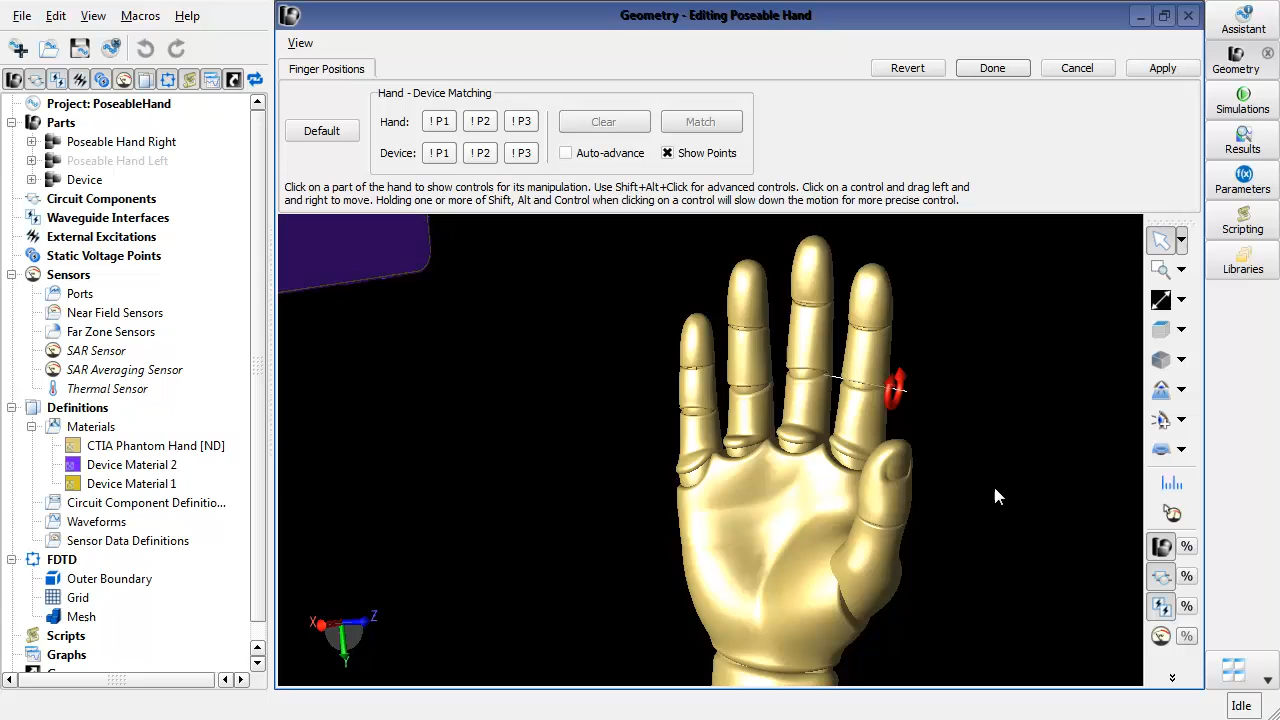 File Edit View Macros Help
Geometry - Editing Poseable Hand
Assistant
View
Geometry
Finger Positions
Revert
Done
Cancel
Apply
Hand - Device Matching
Default
Hand: ! P1 ! P2 ! P3
Clear
Match
Device: ! P1 ! P2 ! P3
Auto-advance
Show Points
Click on a part of the hand to show controls for its manipulation. Use Shift+Alt+Click for advanced controls. Click on a control and drag left and
and right to move. Holding one or more of Shift, Alt and Control when clicking on a control will slow down the motion for more precise control.
Project: PoseableHand
Parts
Poseable Hand Right
Poseable Hand Left
Device
Circuit Components
Waveguide Interfaces
External Excitations
Static Voltage Points
Sensors
Ports
Near Field Sensors
Far Zone Sensors
SAR Sensor
SAR Averaging Sensor
Thermal Sensor
Definitions
Materials
CTIA Phantom Hand [ND]
Device Material 2
Device Material 1
Circuit Component Definitio...
Waveforms
Sensor Data Definitions
FDTD
Outer Boundary
Grid
Mesh
Scripts
Graphs
X
Z
Y
%
%
%
%
Simulations
Results
f(x)
Parameters
Scripting
Libraries
Idle